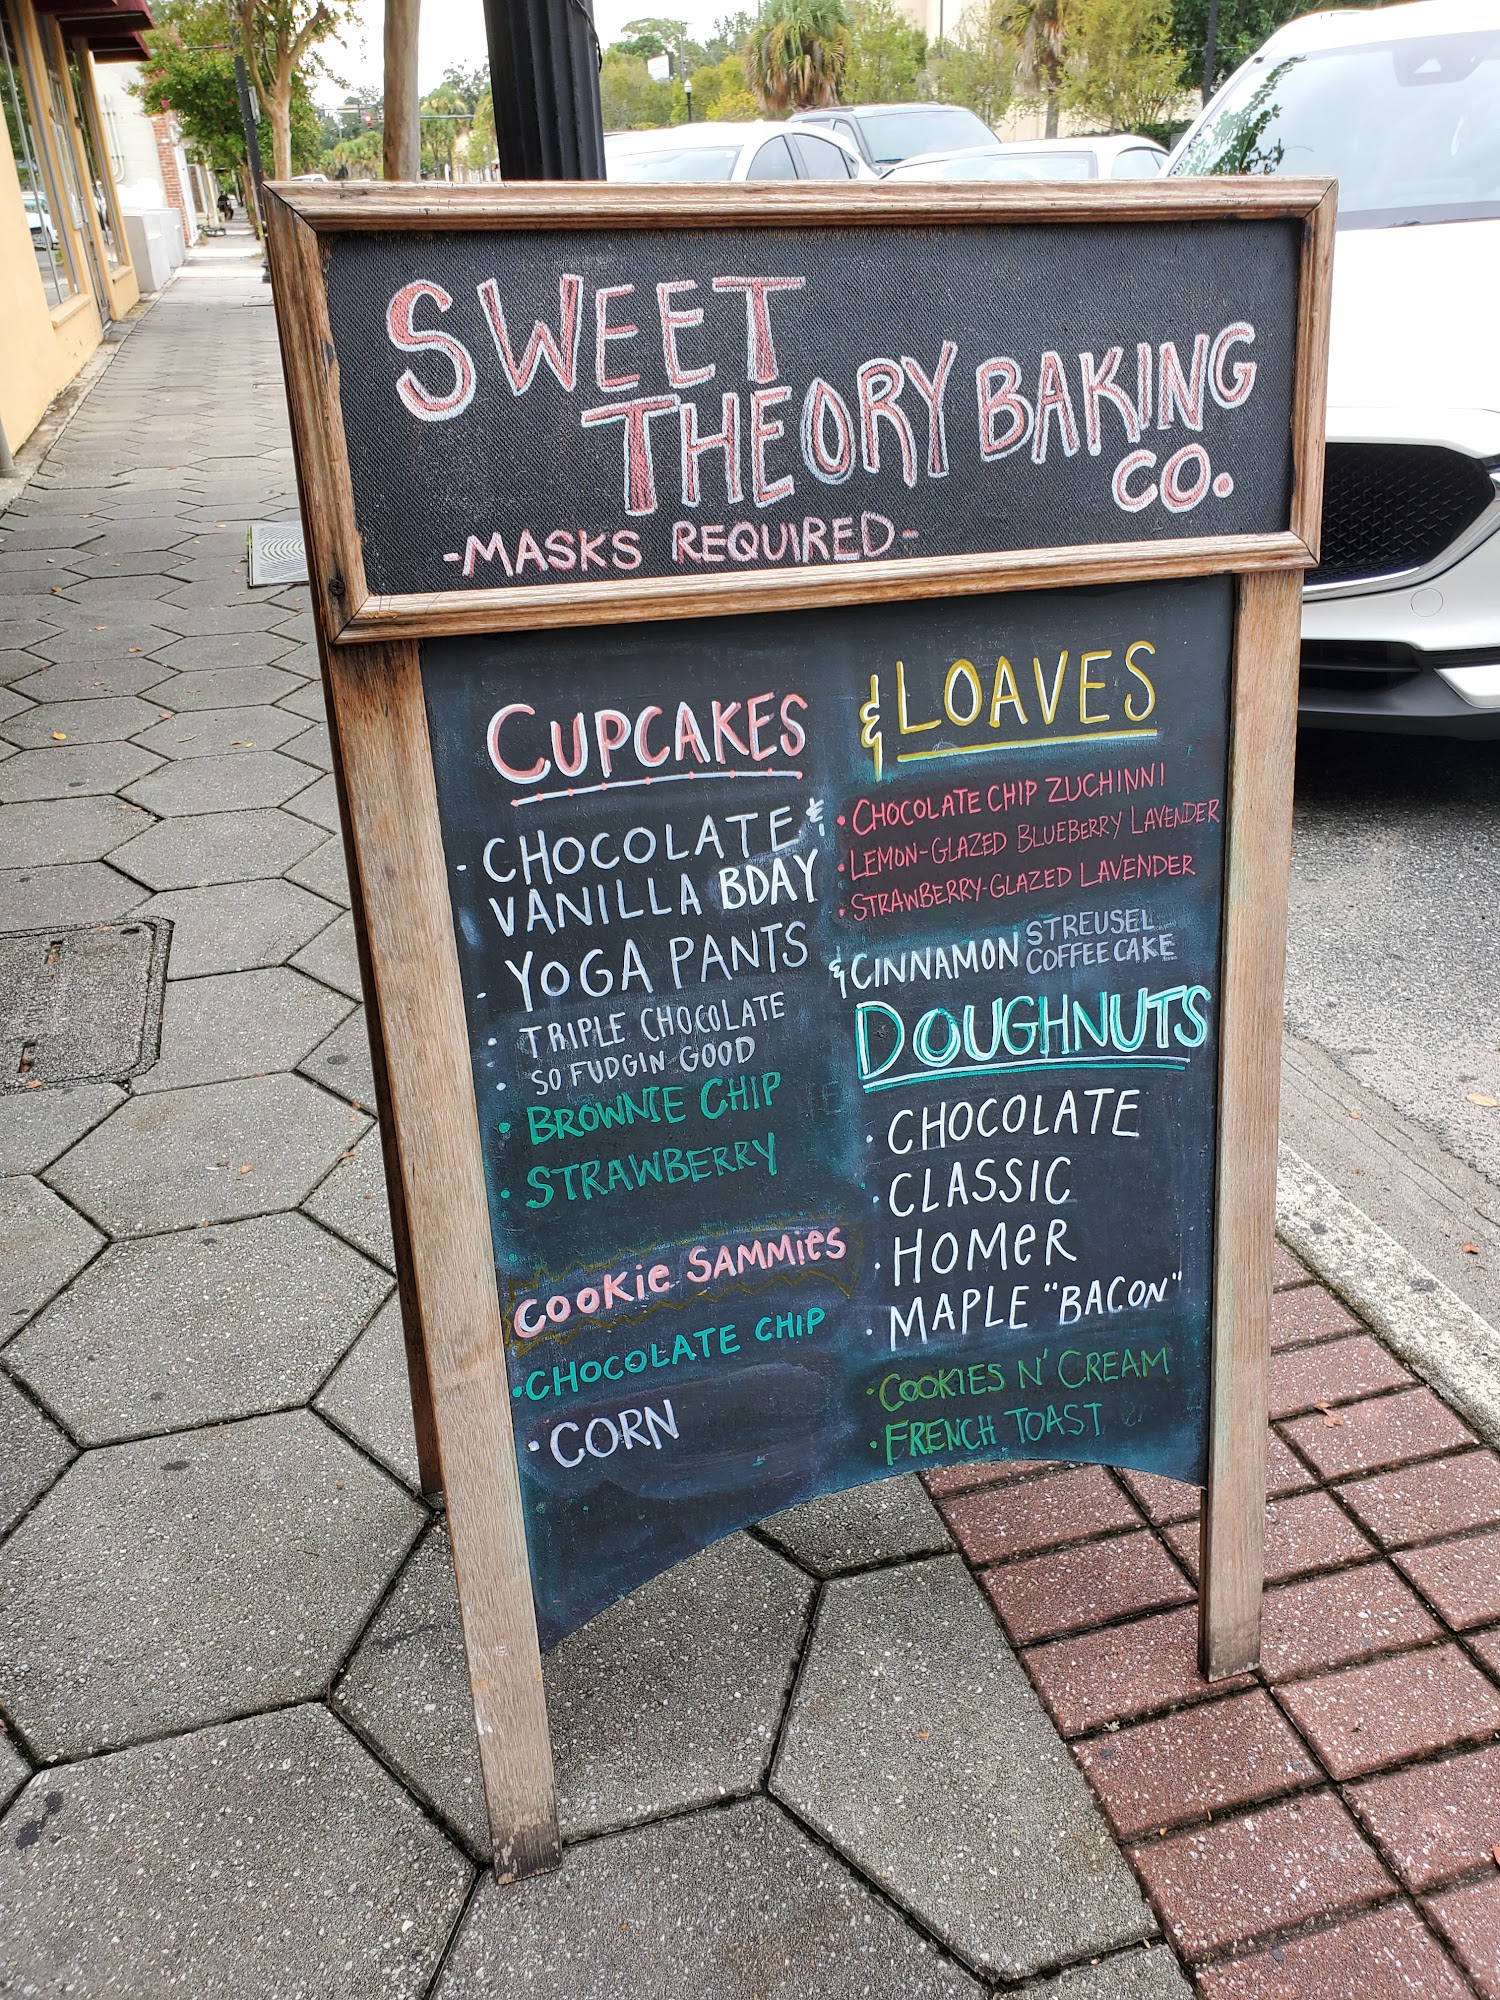 SWEET
THEORY BAKING
CO.
-MASKS REQUIRED-
CUPCAKES
- CHOCOLATE &
VANILLA BDAY
- YOGA PANTS
• TRIPLE CHOCOLATE
• SO FUDGIN GOOD
• BROWNIE CHIP
• STRAWBERRY
COOKIE SAMMIES
• CHOCOLATE CHIP
• CORN
& LOAVES
• CHOCOLATE CHIP ZUCHINNI
• LEMON-GLAZED BLUEBERRY LAVENDER
• STRAWBERRY-GLAZED LAVENDER
& CINNAMON STREUSEL
COFFEE CAKE
DOUGHNUTS
• CHOCOLATE
• CLASSIC
• HOMER
• MAPLE "BACON"
• COOKIES N' CREAM
• FRENCH TOAST